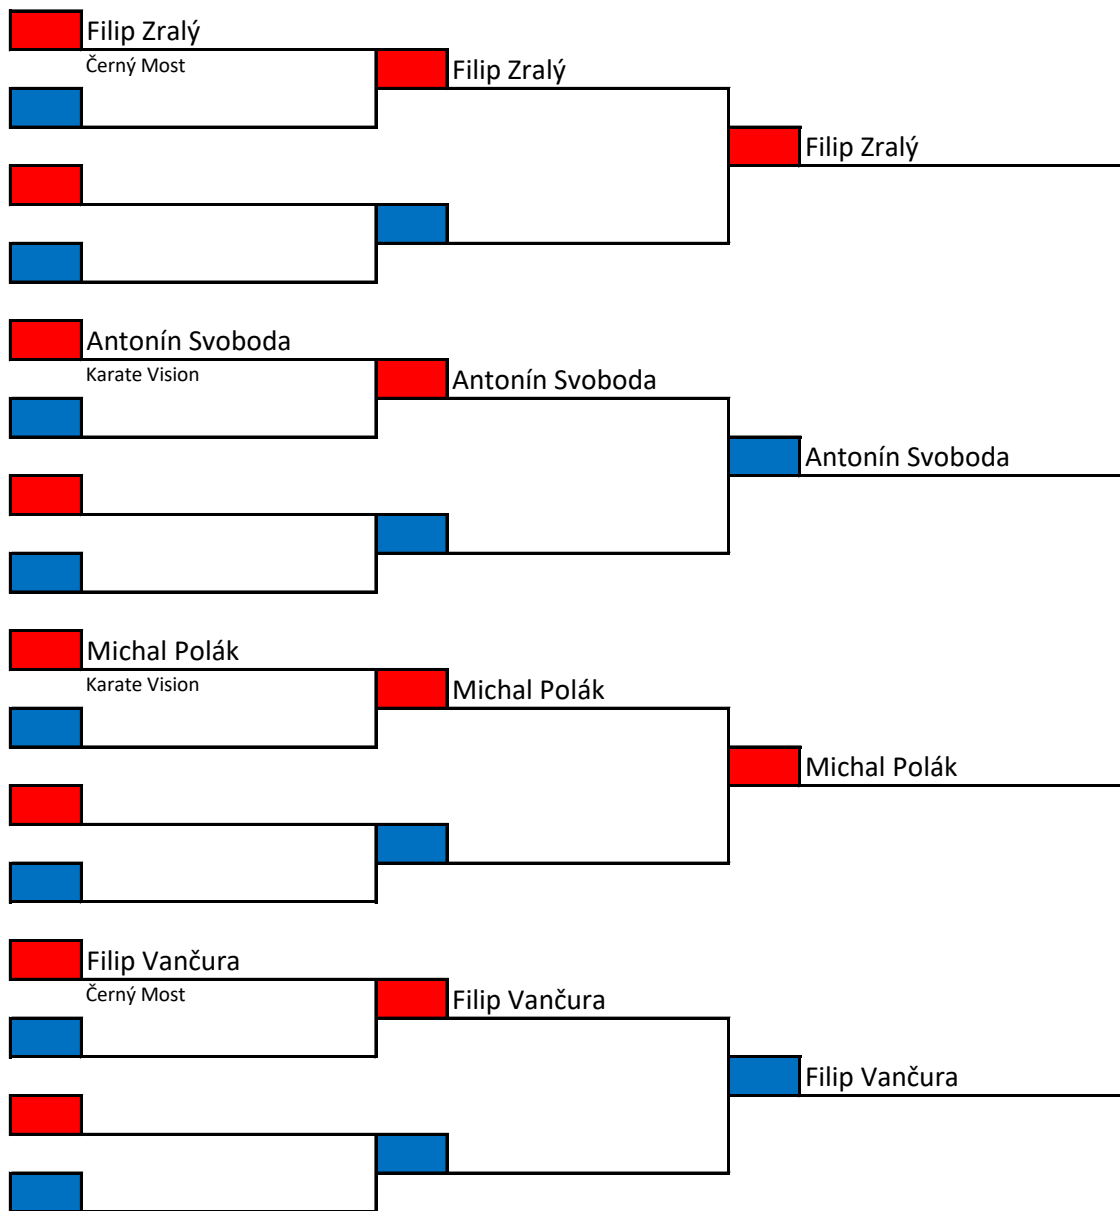 Filip Zralý
Černý Most
Filip Zralý
Filip Zralý
Antonín Svoboda
Karate Vision
Antonín Svoboda
Antonín Svoboda
Michal Polák
Karate Vision
Michal Polák
Michal Polák
Filip Vančura
Černý Most
Filip Vančura
Filip Vančura